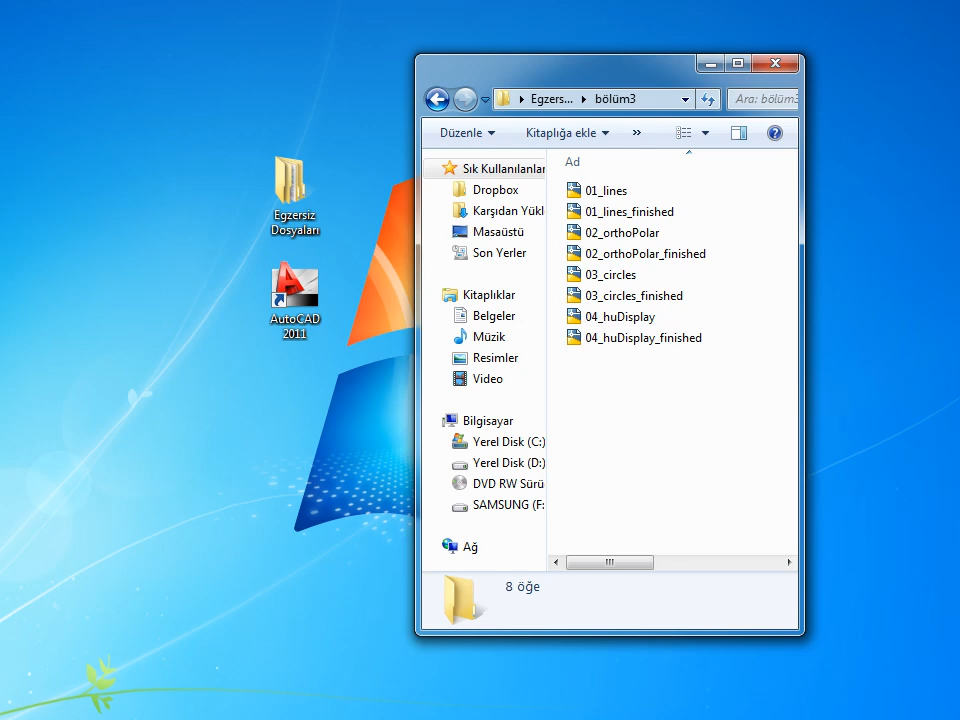 Egzersiz
Dosyaları
AutoCAD
2011
Egzers...
bölüm3
Ara: bölüm3
Düzenle
Kitaplığa ekle
»
Sık Kullanılanlar
Dropbox
Karşıdan Yükl
Masaüstü
Son Yerler
Kitaplıklar
Belgeler
Müzik
Resimler
Video
Bilgisayar
Yerel Disk (C:)
Yerel Disk (D:)
DVD RW Sürü
SAMSUNG (F:
Ağ
Ad
01_lines
01_lines_finished
02_orthoPolar
02_orthoPolar_finished
03_circles
03_circles_finished
04_huDisplay
04_huDisplay_finished
8 öğe